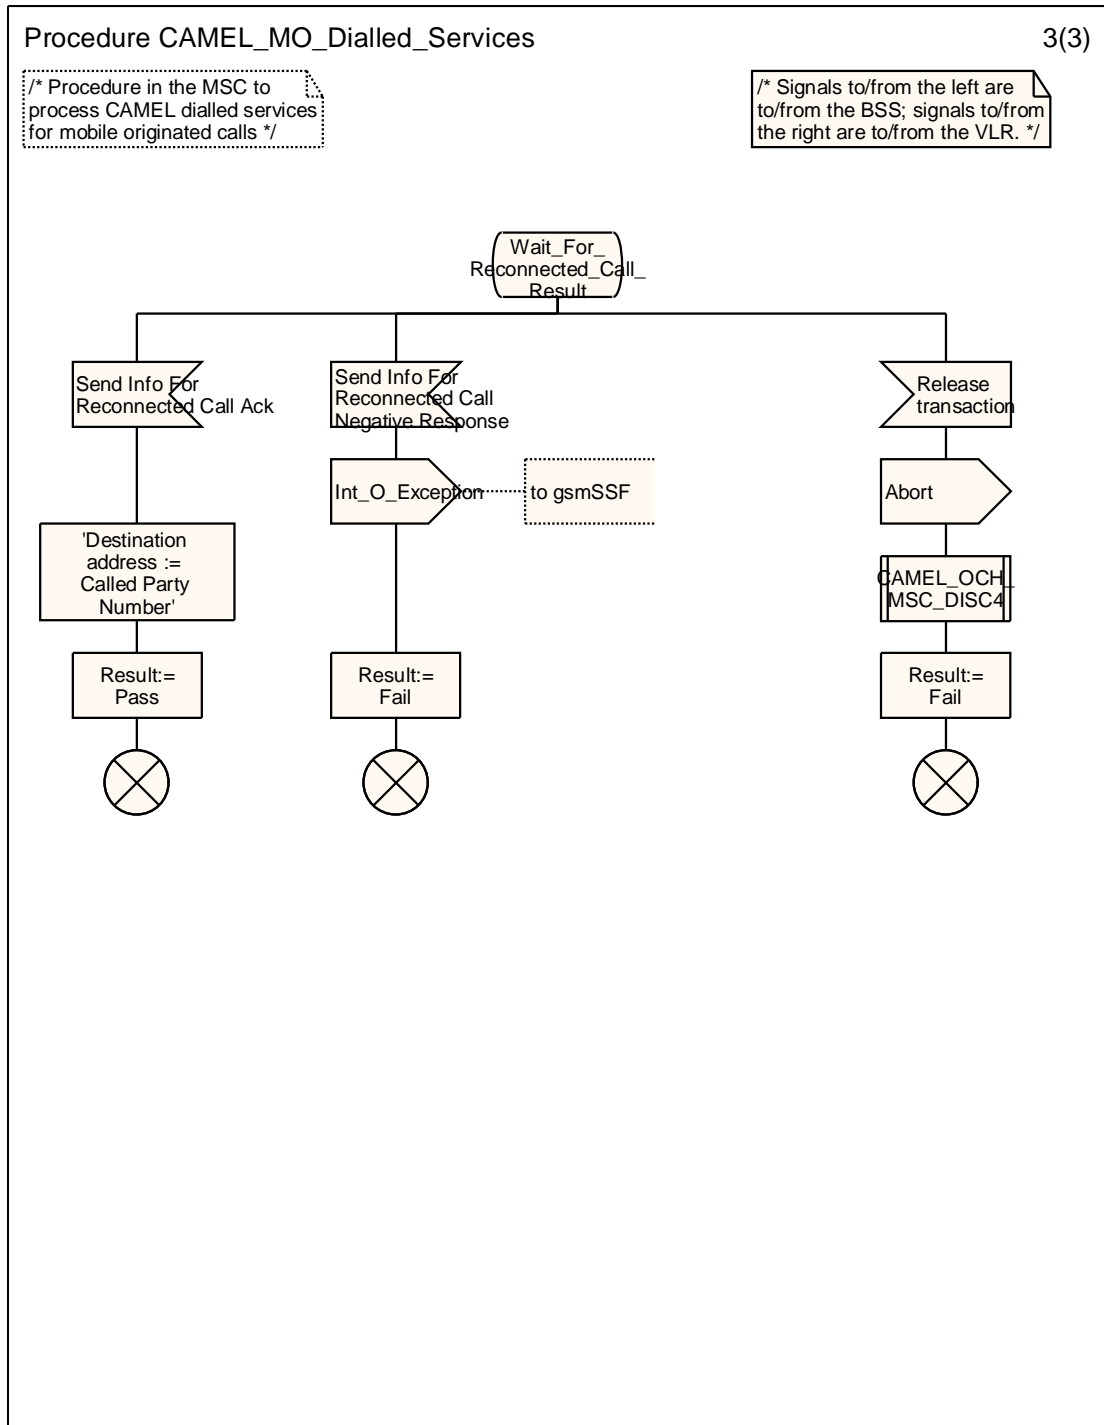 Procedure CAMEL_MO_Dialled_Services
3(3)
/* Procedure in the MSC to
process CAMEL dialled services
for mobile originated calls */
/* Signals to/from the left are
to/from the BSS; signals to/from
the right are to/from the VLR. */
Wait_For_
Reconnected_Call_
Result
Send Info For
Reconnected Call Ack
Send Info For
Reconnected Call
Negative Response
Release
transaction
Int_O_Exception
to gsmSSF
Abort
'Destination
address :=
Called Party
Number'
CAMEL_OCH_
MSC_DISC4
Result:=
Pass
Result:=
Fail
Result:=
Fail